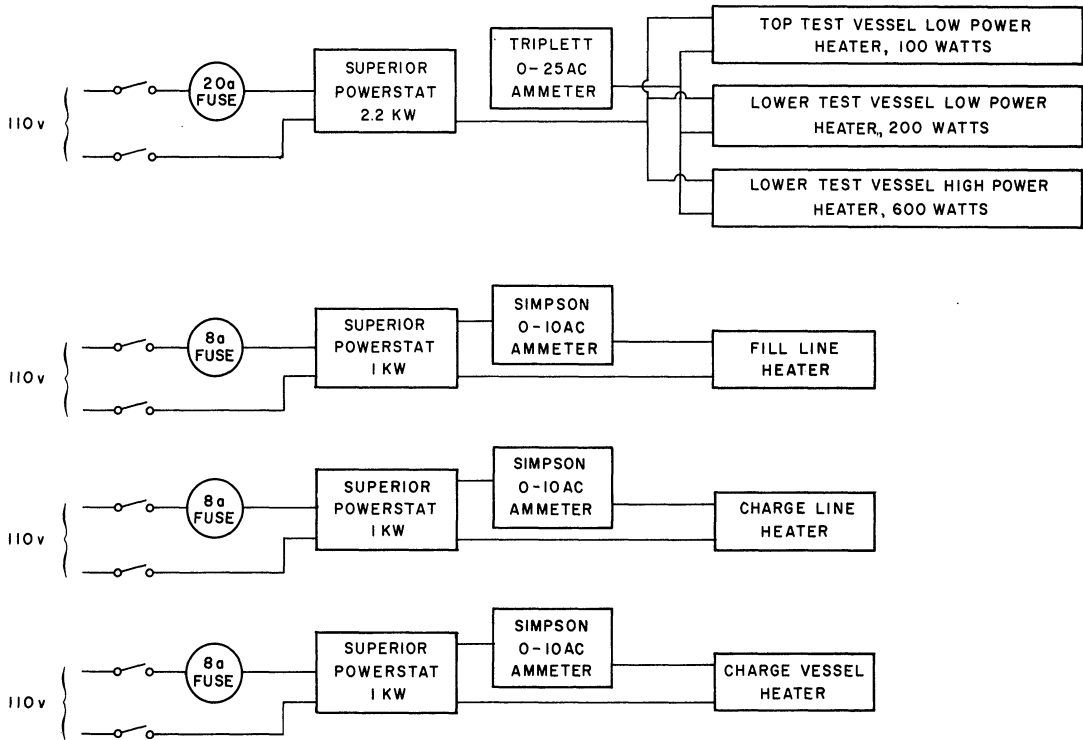 TOP TEST VESSEL LOW POWER
HEATER, 100 WATTS
TRIPLETT
0-25AC
AMMETER
SUPERIOR
POWERSTAT
2.2 KW
20a
FUSE
110v
LOWER TEST VESSEL LOW POWER
HEATER, 200 WATTS
LOWER TEST VESSEL HIGH POWER
HEATER, 600 WATTS
110v
8a
FUSE
SUPERIOR
POWERSTAT
1 KW
SIMPSON
0-10AC
AMMETER
FILL LINE
HEATER
110v
8a
FUSE
SUPERIOR
POWERSTAT
1 KW
SIMPSON
0-10AC
AMMETER
CHARGE LINE
HEATER
110v
8a
FUSE
SUPERIOR
POWERSTAT
1 KW
SIMPSON
0-10AC
AMMETER
CHARGE VESSEL
HEATER